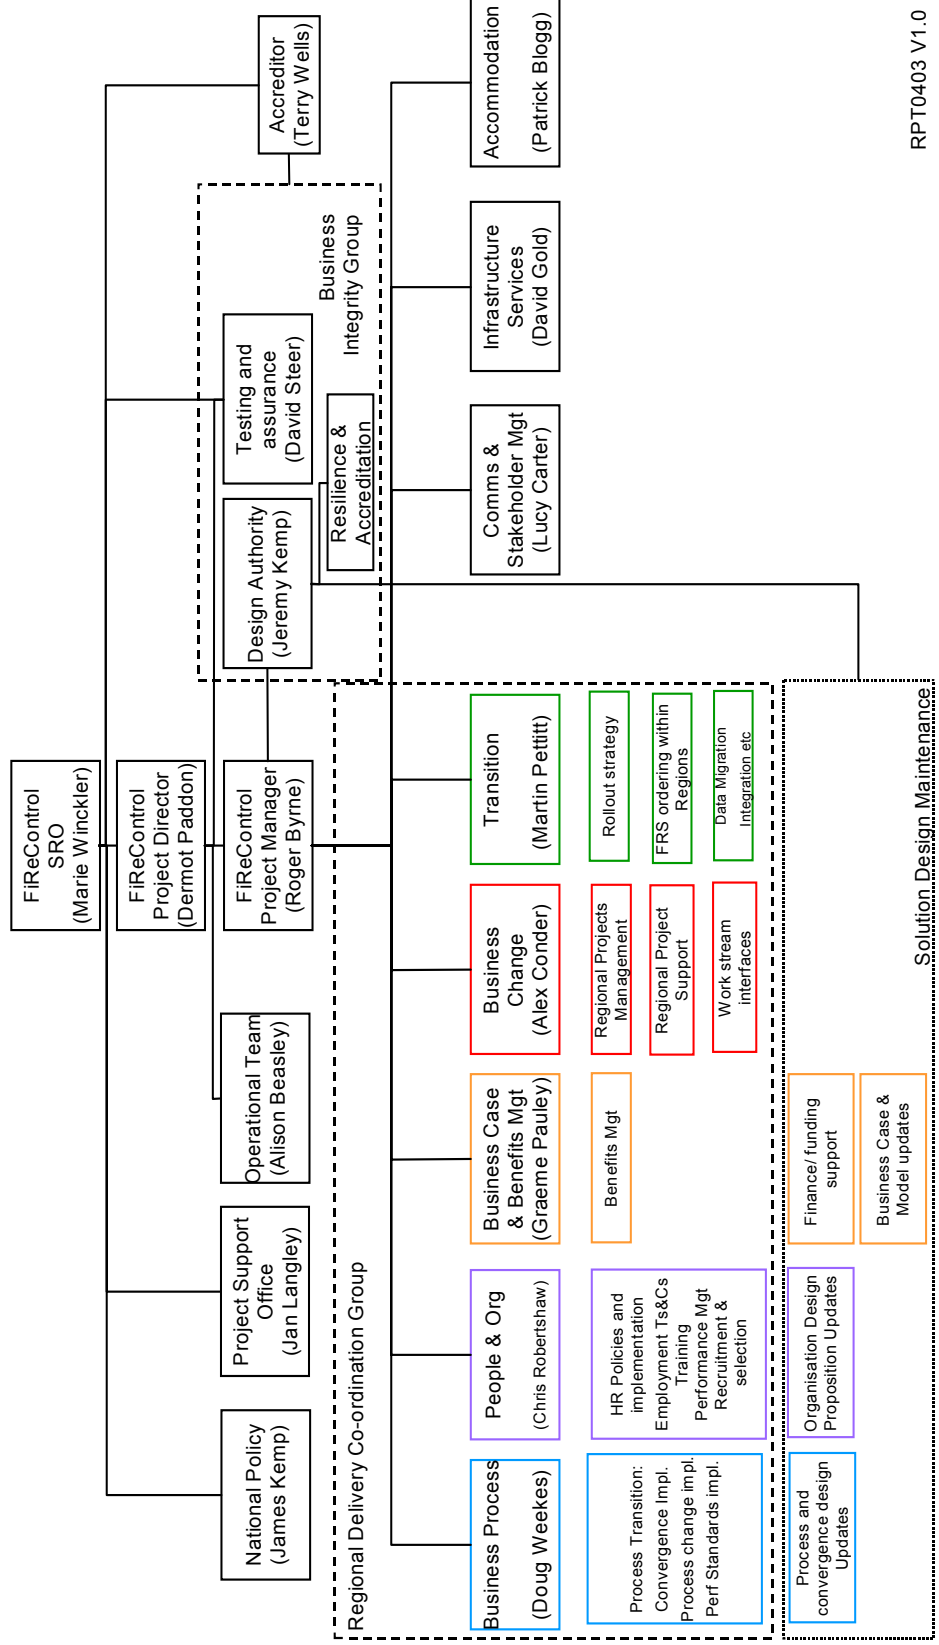 FiReControl
SRO
(Marie Winckler)
FiReControl
Project Director
(Dermot Paddon)
National Policy
(James Kemp)
Project Support
Office
(Jan Langley)
Operational Team
(Alison Beasley)
FiReControl
Project Manager
(Roger Byrne)
Design Authority
(Jeremy Kemp)
Testing and
assurance
(David Steer)
Accreditor
(Terry Wells)
Resilience &
Accreditation
Business
Integrity Group
Regional Delivery Co-ordination Group
Business Process
(Doug Weekes)
People & Org
(Chris Robertshaw)
Business Case
& Benefits Mgt
(Graeme Pauley)
Business
Change
(Alex Conder)
Transition
(Martin Pettitt)
Comms &
Stakeholder Mgt
(Lucy Carter)
Infrastructure
Services
(David Gold)
Accommodation
(Patrick Blogg)
Process Transition:
Convergence Impl.
Process change impl.
Perf Standards impl.
HR Policies and
implementation
Employment Ts&Cs
Training
Performance Mgt
Recruitment &
selection
Benefits Mgt
Regional Projects
Management
Regional Project
Support
Work stream
interfaces
Rollout strategy
FRS ordering within
Regions
Data Migration
Integration etc
Process and
convergence design
Updates
Organisation Design
Proposition Updates
Finance/ funding
support
Business Case &
Model updates
Solution Design Maintenance
RPT0403 V1.0